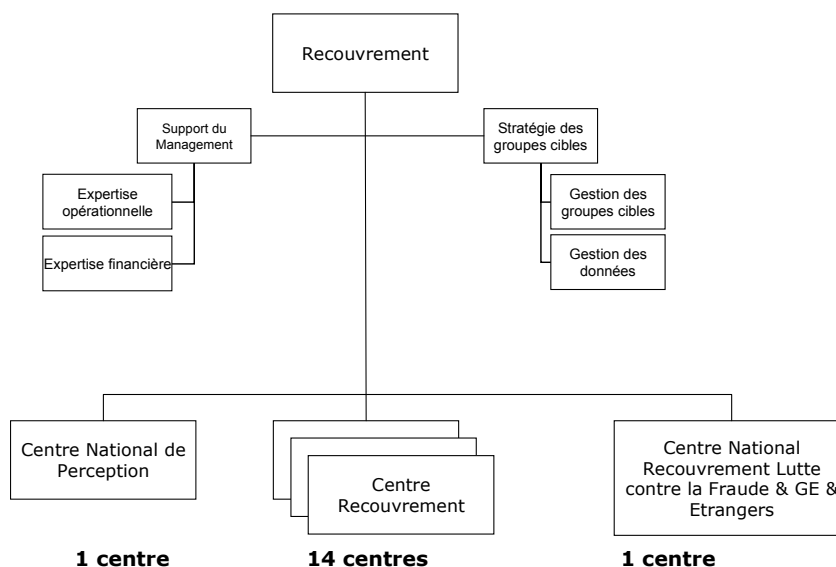 Recouvrement
Support du
Management
Stratégie des
groupes cibles
Expertise
opérationnelle
Gestion des
groupes cibles
Expertise financière
Gestion des
données
Centre National de
Perception
Centre
Recouvrement
Centre National
Recouvrement Lutte
contre la Fraude & GE &
Etrangers
1 centre
14 centres
1 centre